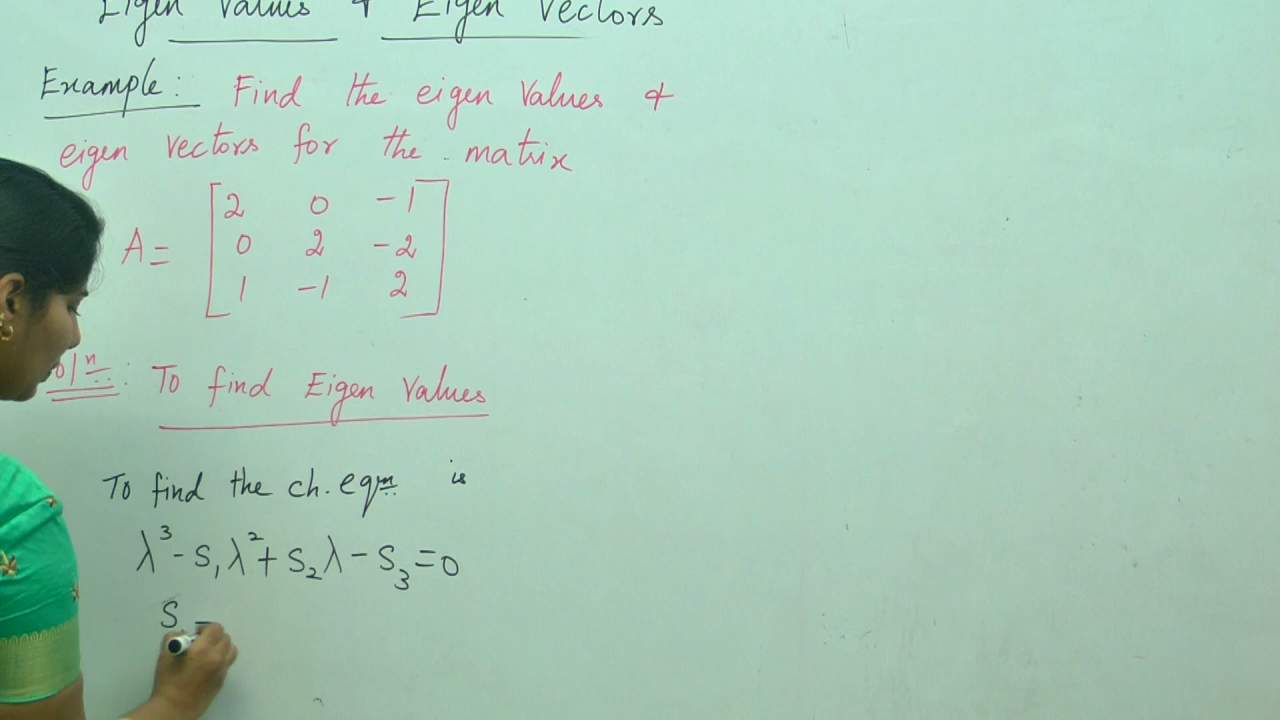 Eigen Values & Eigen Vectors
Example: Find the eigen Values &
eigen vectors for the matrix
A = [2 0 -1
0 2 -2
1 -1 2]
Solⁿ: To find Eigen Values
To find the ch. eqn is
λ³ - S₁λ² + S₂λ - S₃ = 0
S₁ =